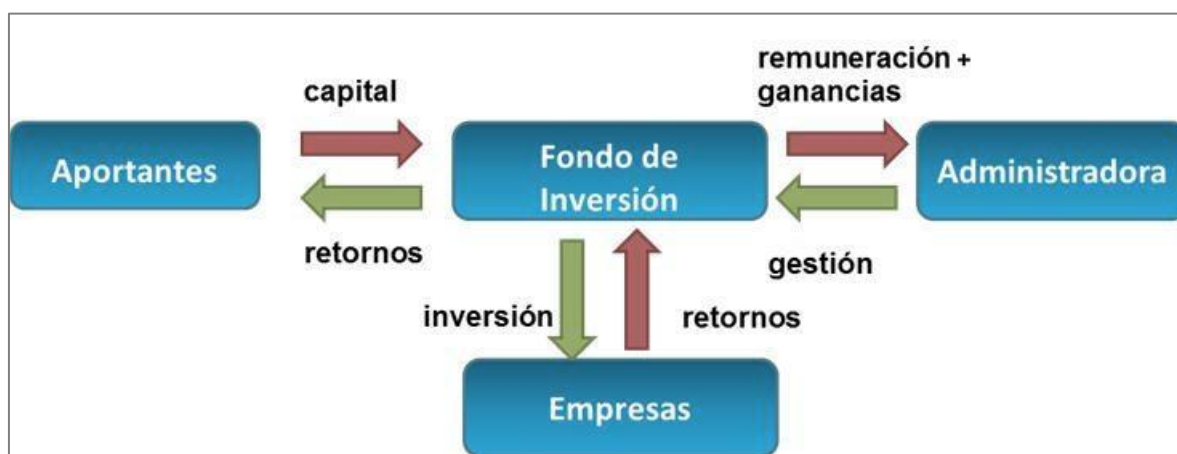 remuneración +
ganancias
capital
Aportantes
Fondo de
Inversión
Administradora
retornos
gestión
inversión
retornos
Empresas